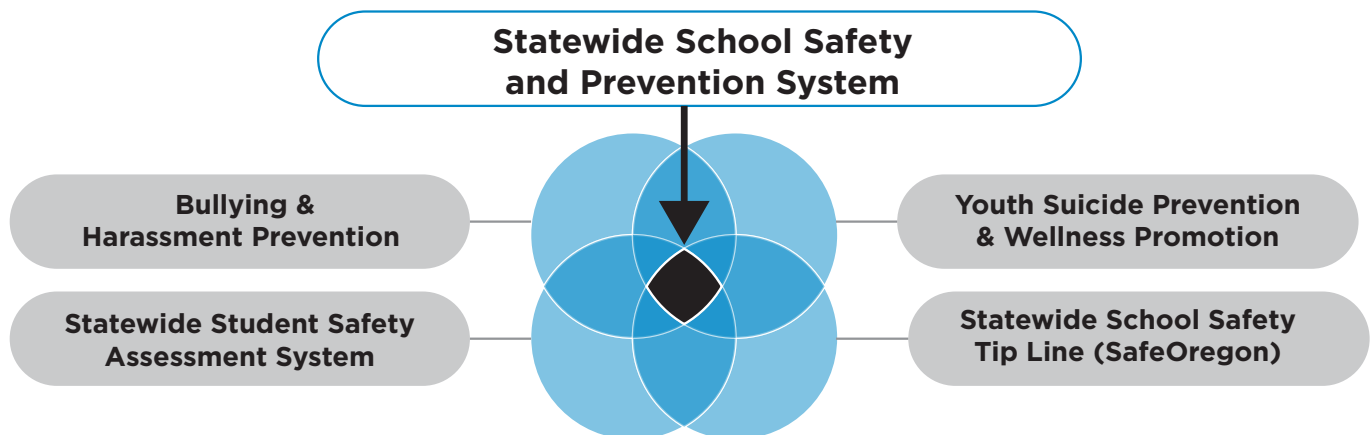 Statewide School Safety
and Prevention System
Bullying &
Harassment Prevention
Youth Suicide Prevention
& Wellness Promotion
Statewide Student Safety
Assessment System
Statewide School Safety
Tip Line (SafeOregon)